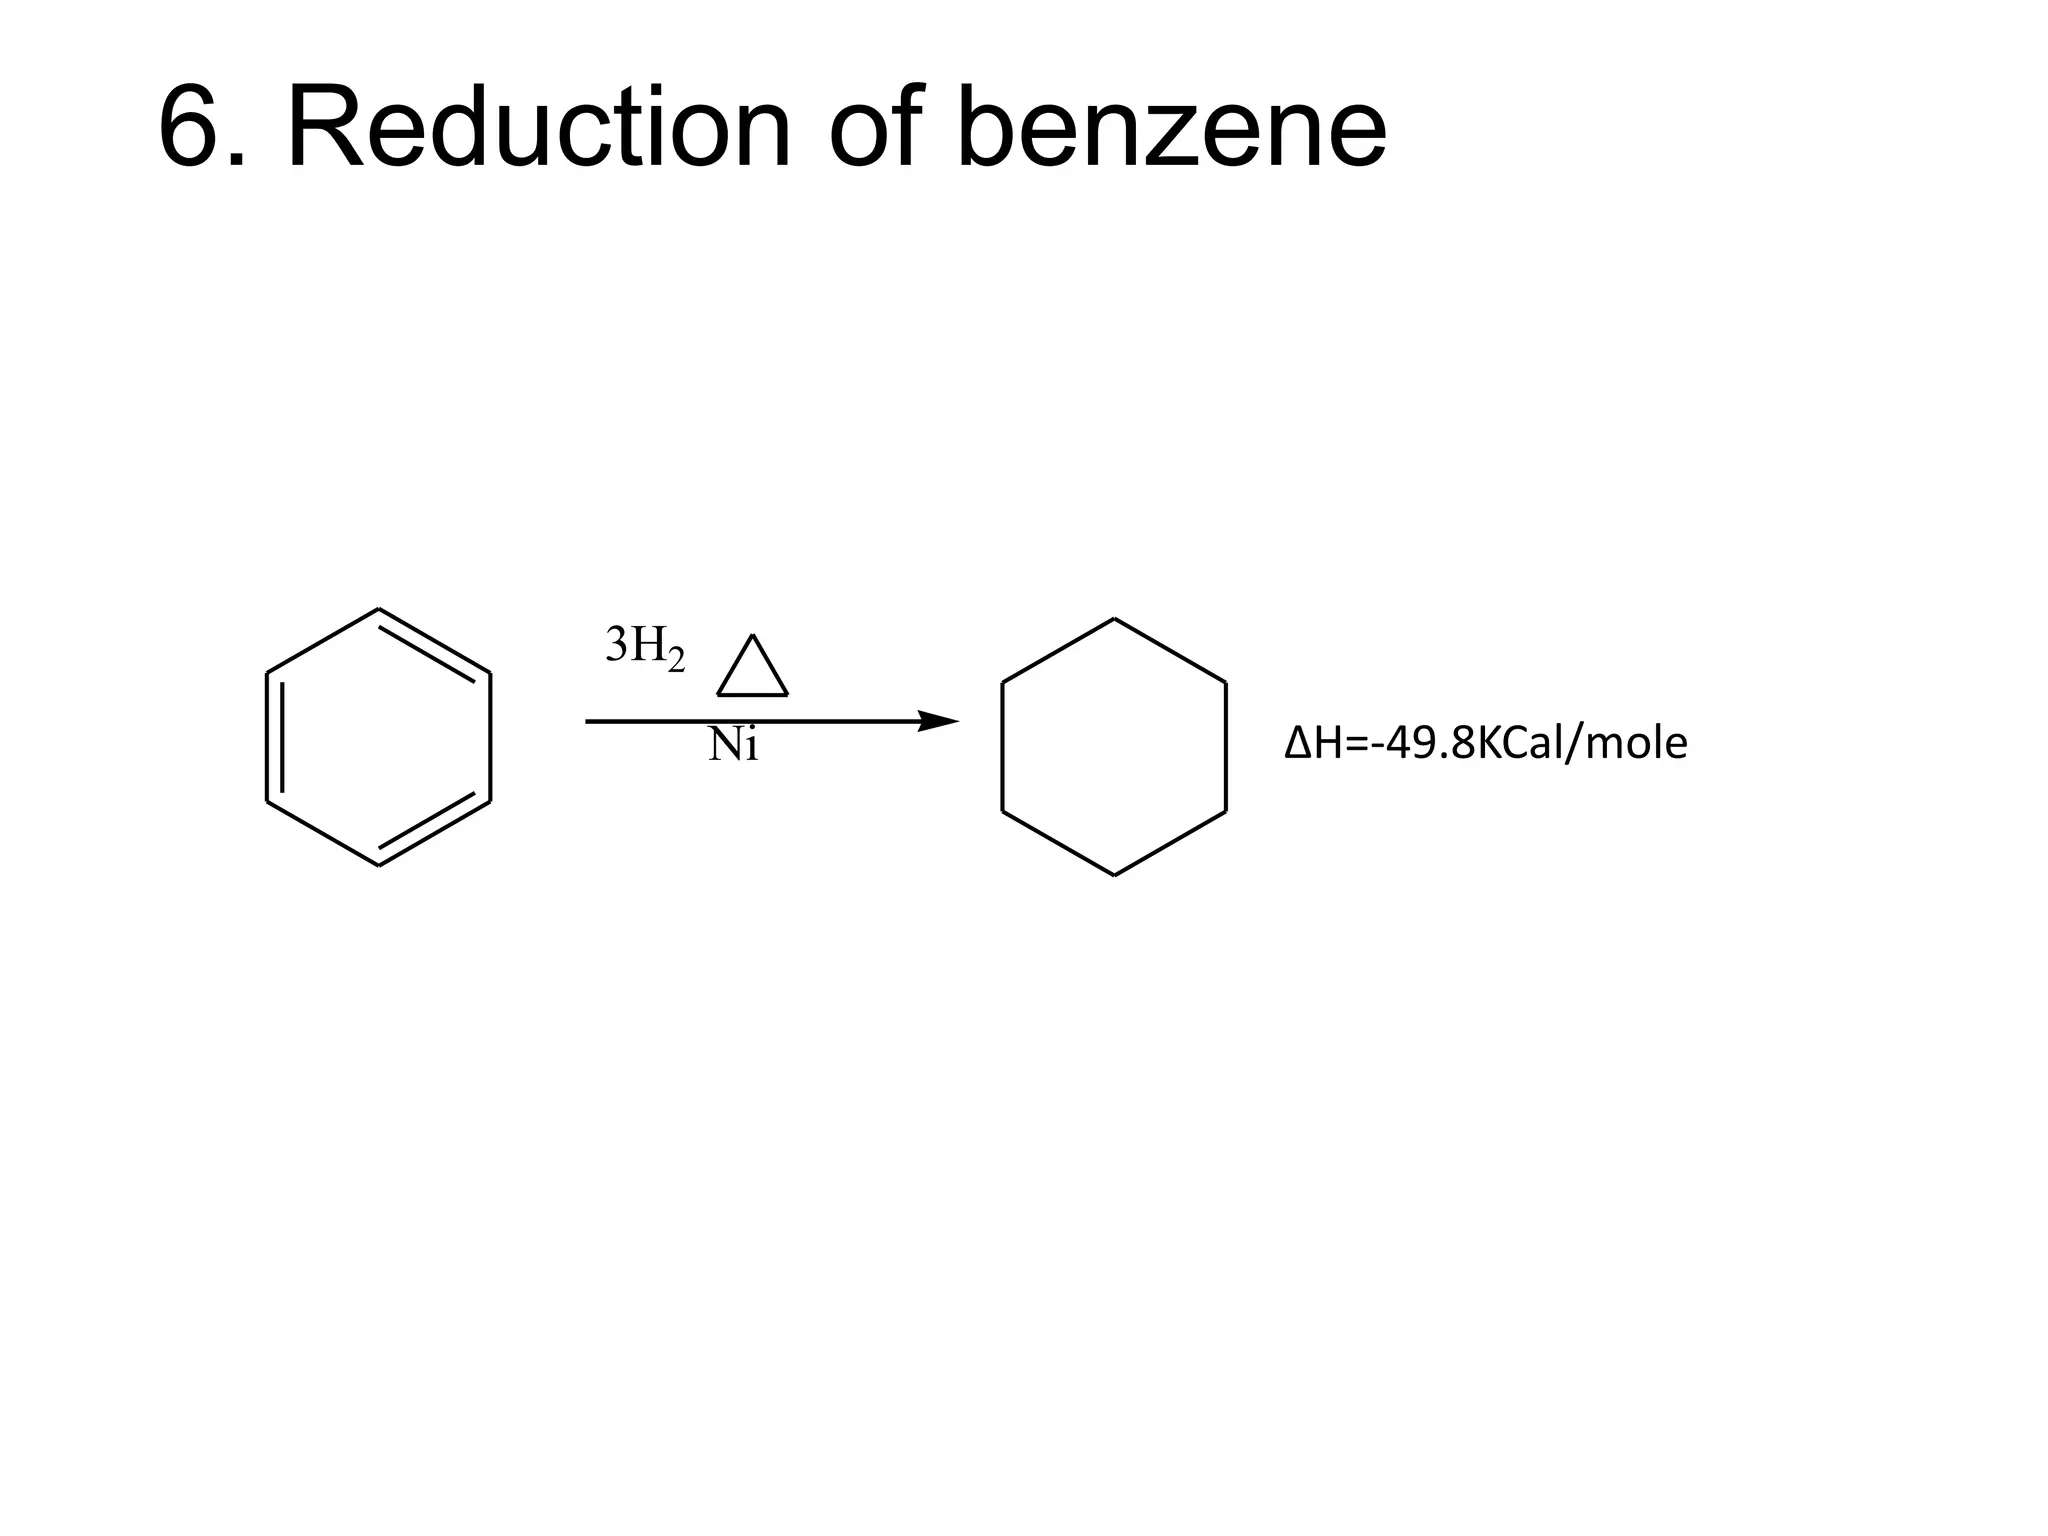 6. Reduction of benzene
3H₂ △
Ni
ΔH=-49.8KCal/mole